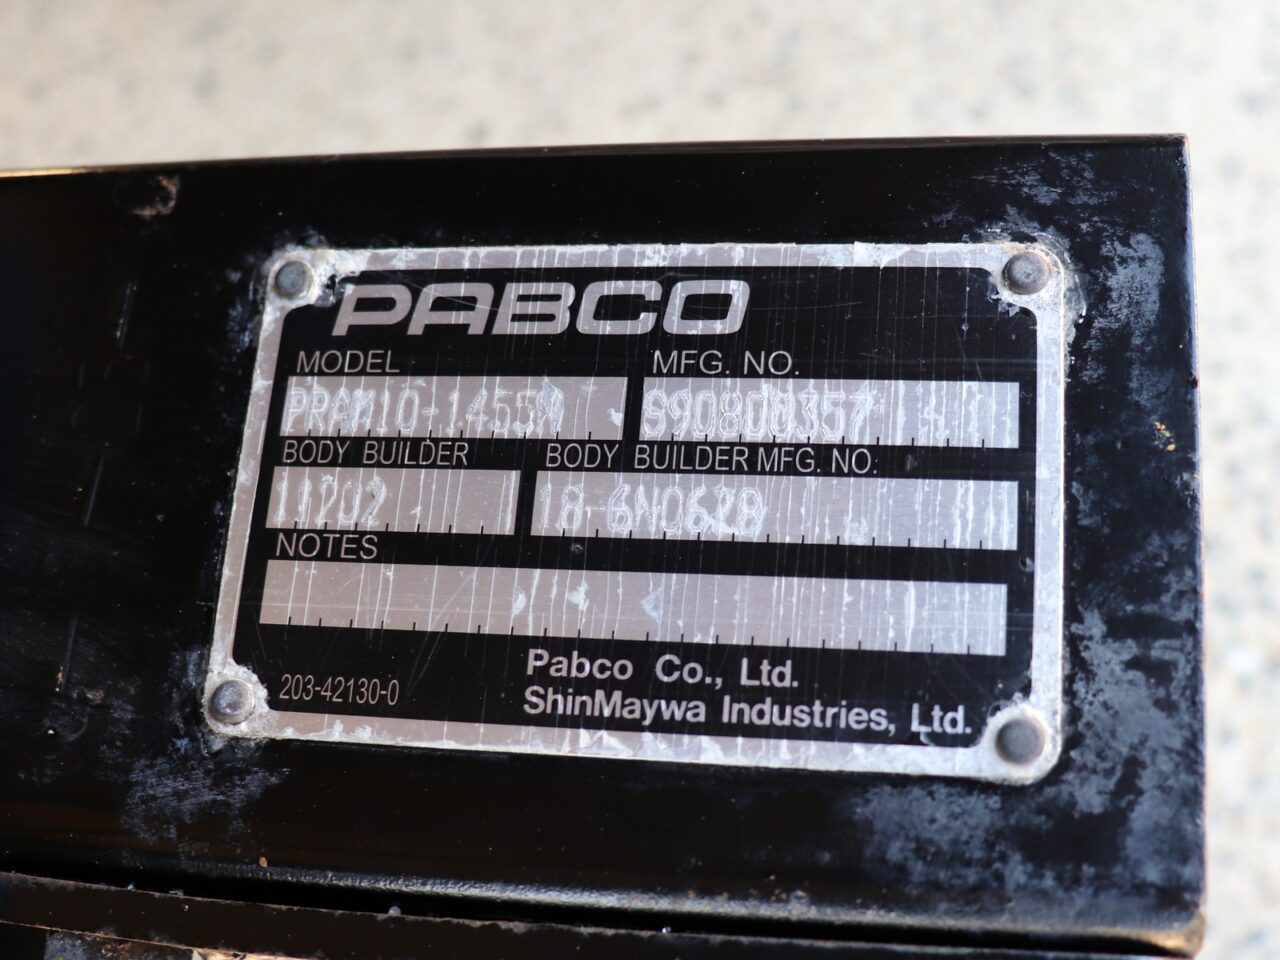 PABCO
MODEL MFG. NO.
PRAM10-1455M S90800357
BODY BUILDER BODY BUILDER MFG. NO.
11202 18-6N0628
NOTES
203-42130-0
Pabco Co., Ltd.
ShinMaywa Industries, Ltd.